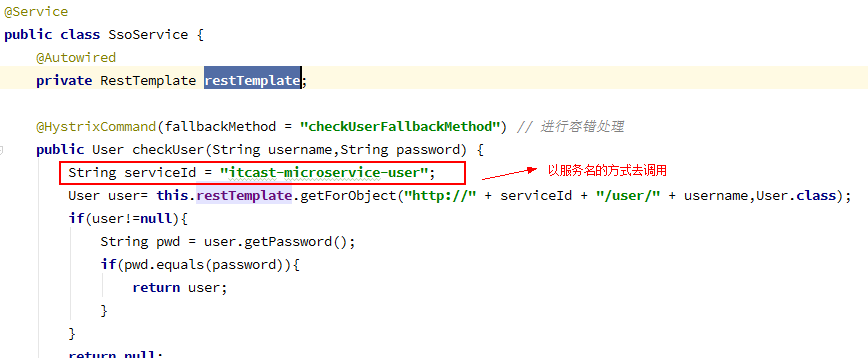 @Service
public class SsoService {
@Autowired
private RestTemplate restTemplate;
@HystrixCommand(fallbackMethod = "checkUserFallbackMethod") // 进行容错处理
public User checkUser(String username,String password) {
String serviceId = "itcast-microservice-user"; 以服务名的方式去调用
User user= this.restTemplate.getForObject("http://" + serviceId + "/user/" + username,User.class);
if(user!=null){
String pwd = user.getPassword();
if(pwd.equals(password)){
return user;
}
}
return null;